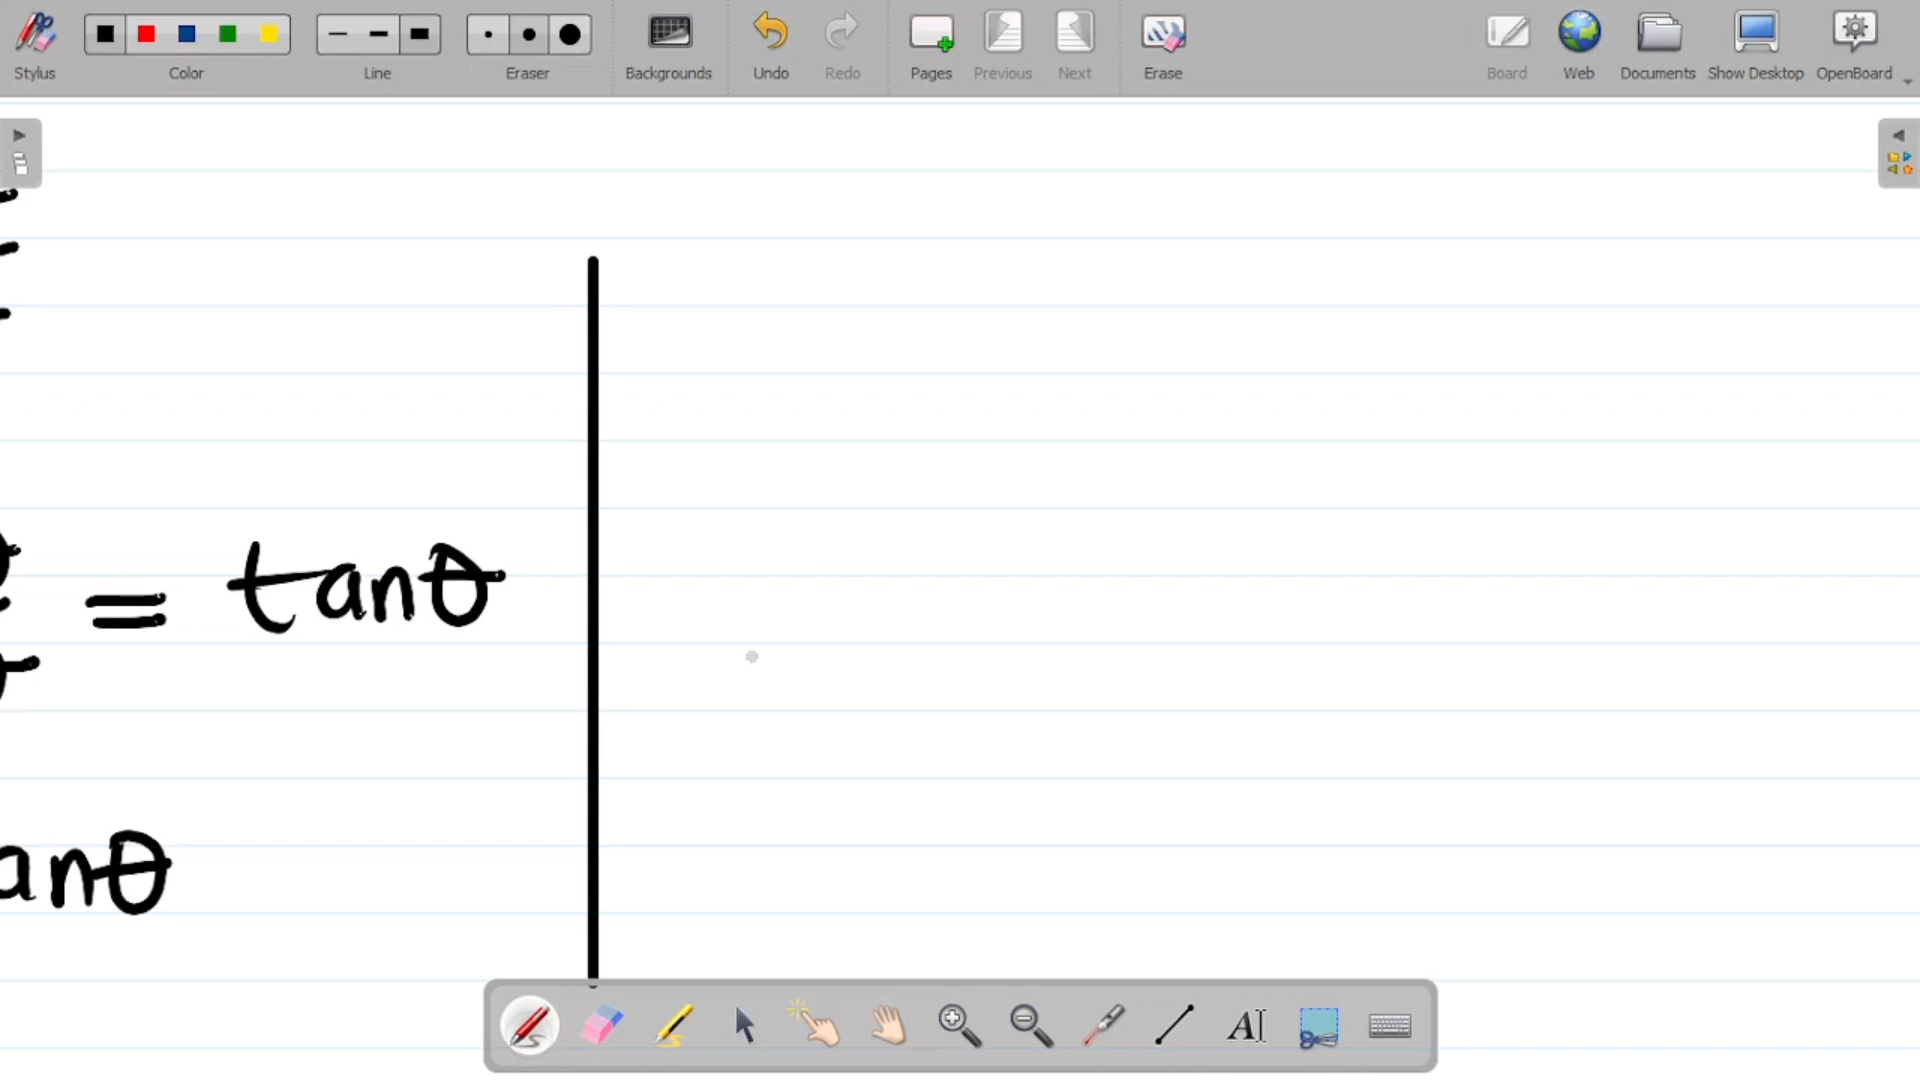 Stylus
Color
Line
Eraser
Backgrounds
Undo
Redo
Pages
Previous
Next
Erase
Board
Web
Documents
Show Desktop
OpenBoard
= tanθ
anθ